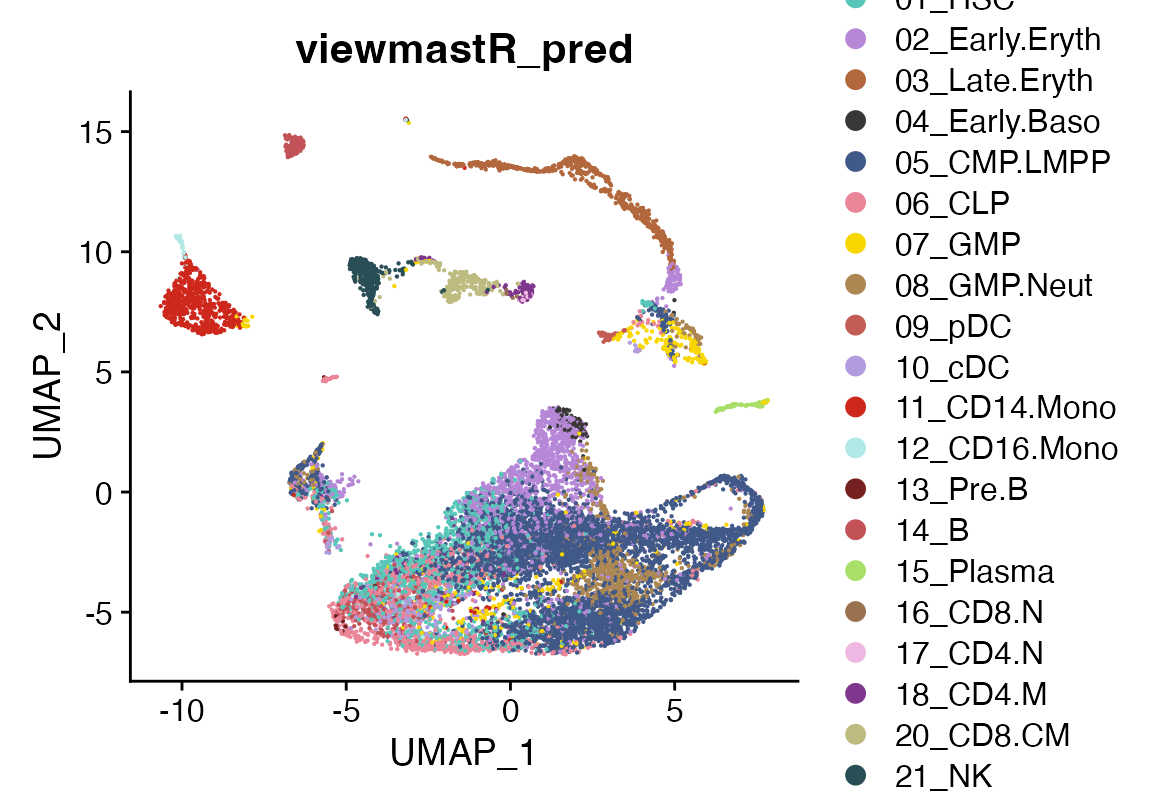 viewmastR_pred
15
10
5
0
-5
UMAP_2
-10
-5
0
5
UMAP_1
01_HSC
02_Early.Eryth
03_Late.Eryth
04_Early.Baso
05_CMP.LMPP
06_CLP
07_GMP
08_GMP.Neut
09_pDC
10_cDC
11_CD14.Mono
12_CD16.Mono
13_Pre.B
14_B
15_Plasma
16_CD8.N
17_CD4.N
18_CD4.M
20_CD8.CM
21_NK